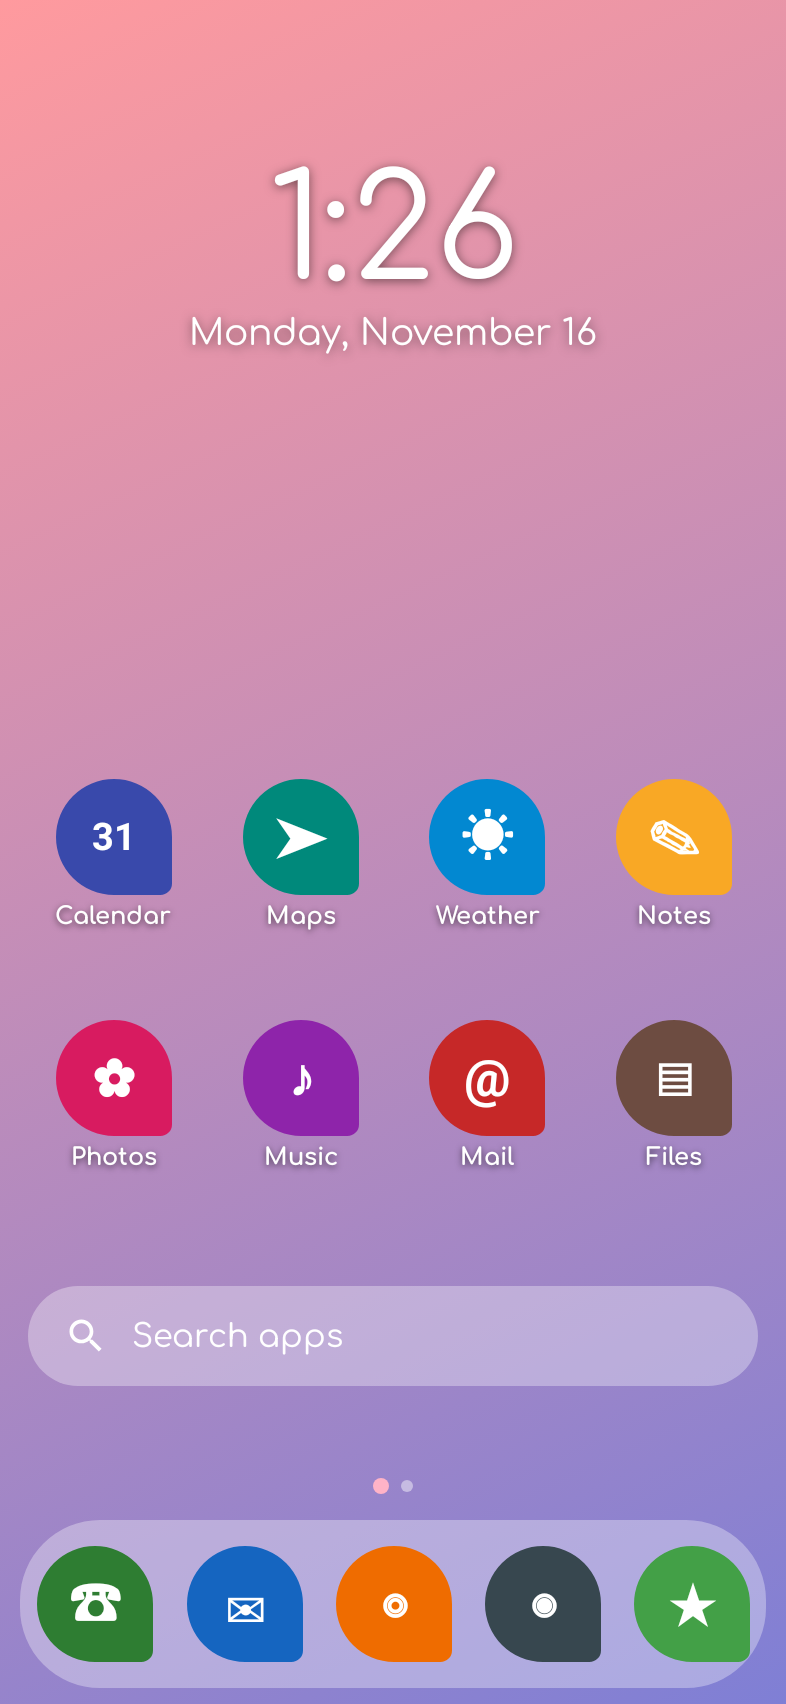 1:26
Monday, November 16
31
Calendar
Maps
Weather
Notes
@
Photos
Music
Mail
Files
Search apps